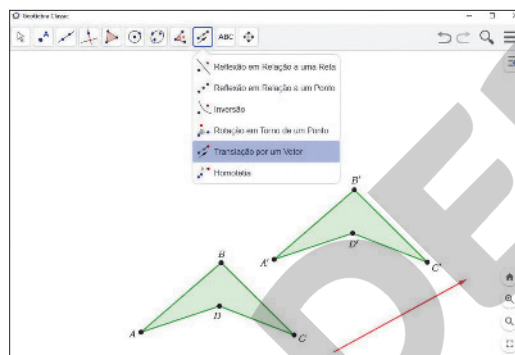 GeoGebra Classic
ABC
Reflexão em Relação a uma Reta
Reflexão em Relação a um Ponto
Inversão
Rotação em Torno de um Ponto
Translação por um Vetor
Homotetia
B'
A'
D'
C'
B
A
D
C